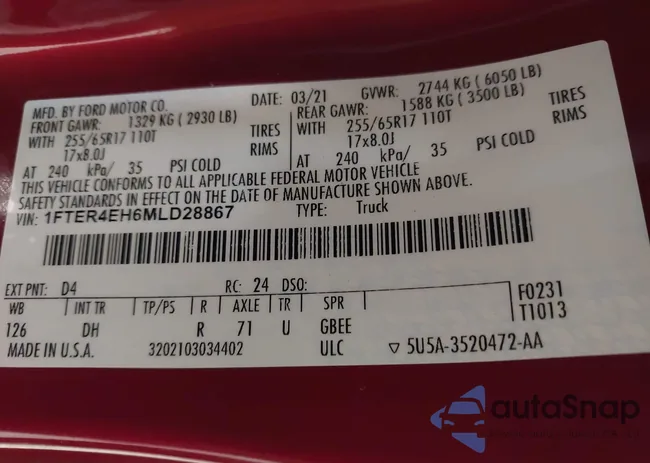 MFD. BY FORD MOTOR CO. DATE: 03/21 GVWR: 2744 KG ( 6050 LB)
FRONT GAWR: 1329 KG ( 2930 LB) REAR GAWR: 1588 KG ( 3500 LB)
WITH 255/65R17 110T TIRES WITH 255/65R17 110T TIRES
17x8.0J RIMS 17x8.0J RIMS
AT 240 kPa/ 35 PSI COLD AT 240 kPa/ 35 PSI COLD
THIS VEHICLE CONFORMS TO ALL APPLICABLE FEDERAL MOTOR VEHICLE
SAFETY STANDARDS IN EFFECT ON THE DATE OF MANUFACTURE SHOWN ABOVE.
VIN: 1FTER4EH6MLD28867 TYPE: Truck
EXT PNT: D4 RC: 24 DSO: F0231
WB INT TR TP/PS R AXLE TR SPR T1013
126 DH R 71 U GBEE
MADE IN U.S.A. 3202103034402 ULC ▽ 5U5A-3520472-AA
autoSnap